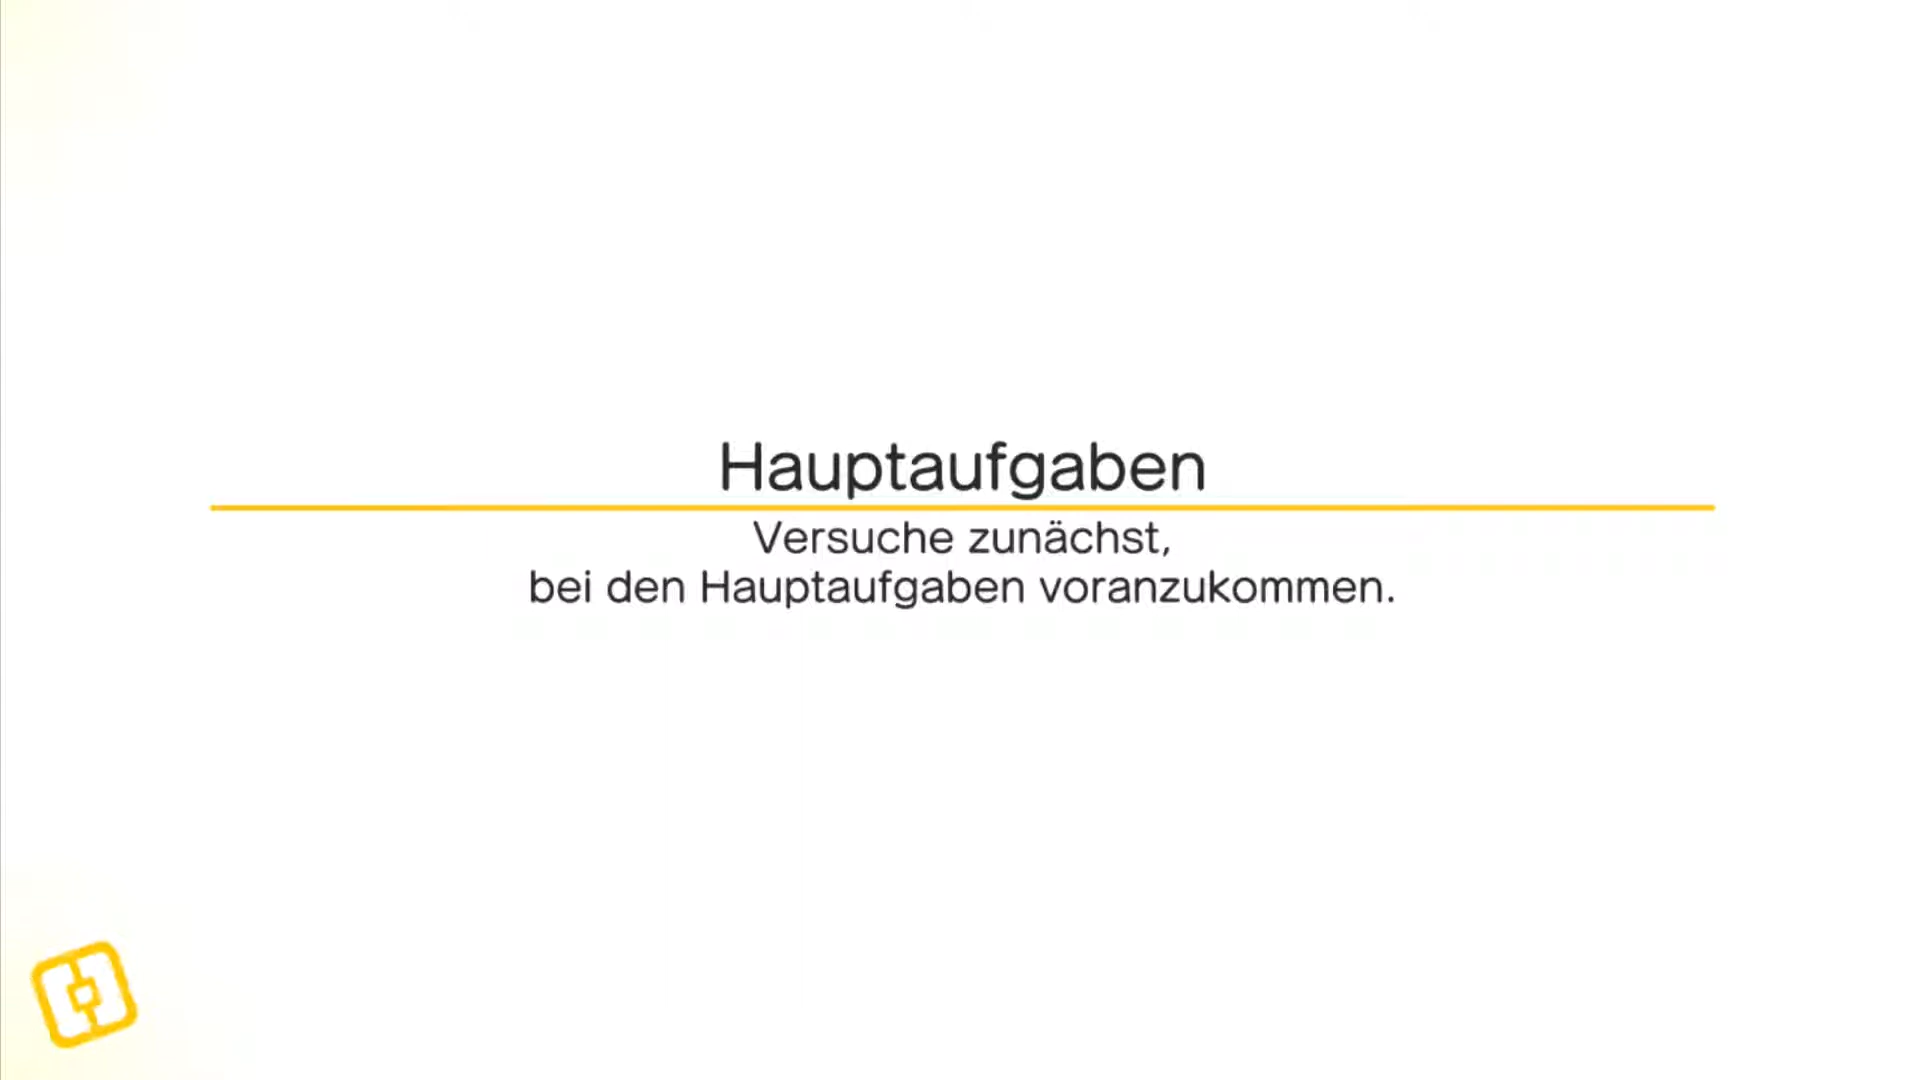 Hauptaufgaben
Versuche zunächst,
bei den Hauptaufgaben voranzukommen.